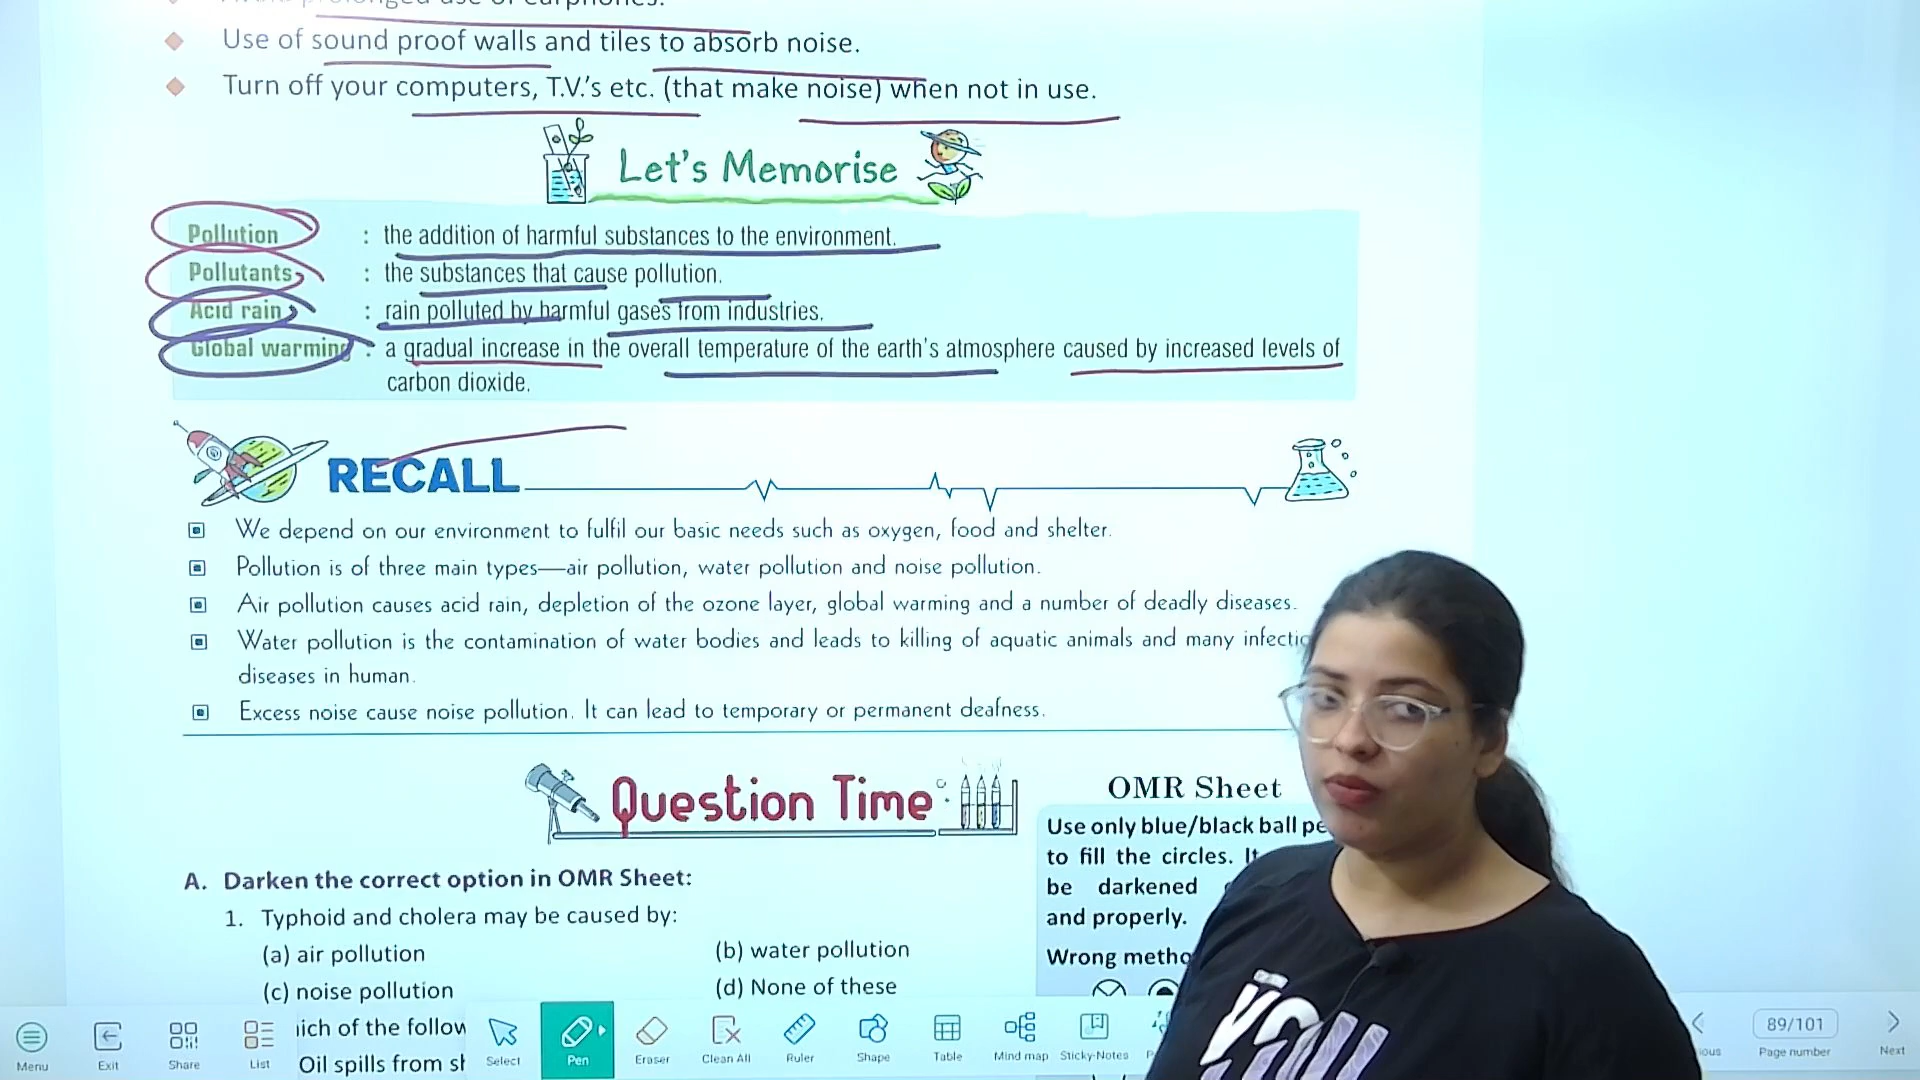 Use of sound proof walls and tiles to absorb noise.
Turn off your computers, T.V.'s etc. (that make noise) when not in use.
Let's Memorise
Pollution : the addition of harmful substances to the environment.
Pollutants : the substances that cause pollution.
Acid rain : rain polluted by harmful gases from industries.
Global warming : a gradual increase in the overall temperature of the earth's atmosphere caused by increased levels of
carbon dioxide.
RECALL
We depend on our environment to fulfil our basic needs such as oxygen, food and shelter.
Pollution is of three main types—air pollution, water pollution and noise pollution.
Air pollution causes acid rain, depletion of the ozone layer, global warming and a number of deadly diseases.
Water pollution is the contamination of water bodies and leads to killing of aquatic animals and many
diseases in human.
Excess noise cause noise pollution. It can lead to temporary or permanent deafness.
Question Time
OMR Sheet
Use only blue/black ball
to fill the circles. It
be darkened
and properly.
Wrong
A. Darken the correct option in OMR Sheet:
1. Typhoid and cholera may be caused by:
(a) air pollution (b) water pollution
(c) noise pollution (d) None of these
of the
Oil spills from
Menu Exit Share List Select Pen Eraser Clean All Ruler Shape Table Mind map Sticky-Notes
89/101
Page number
Next
YOU